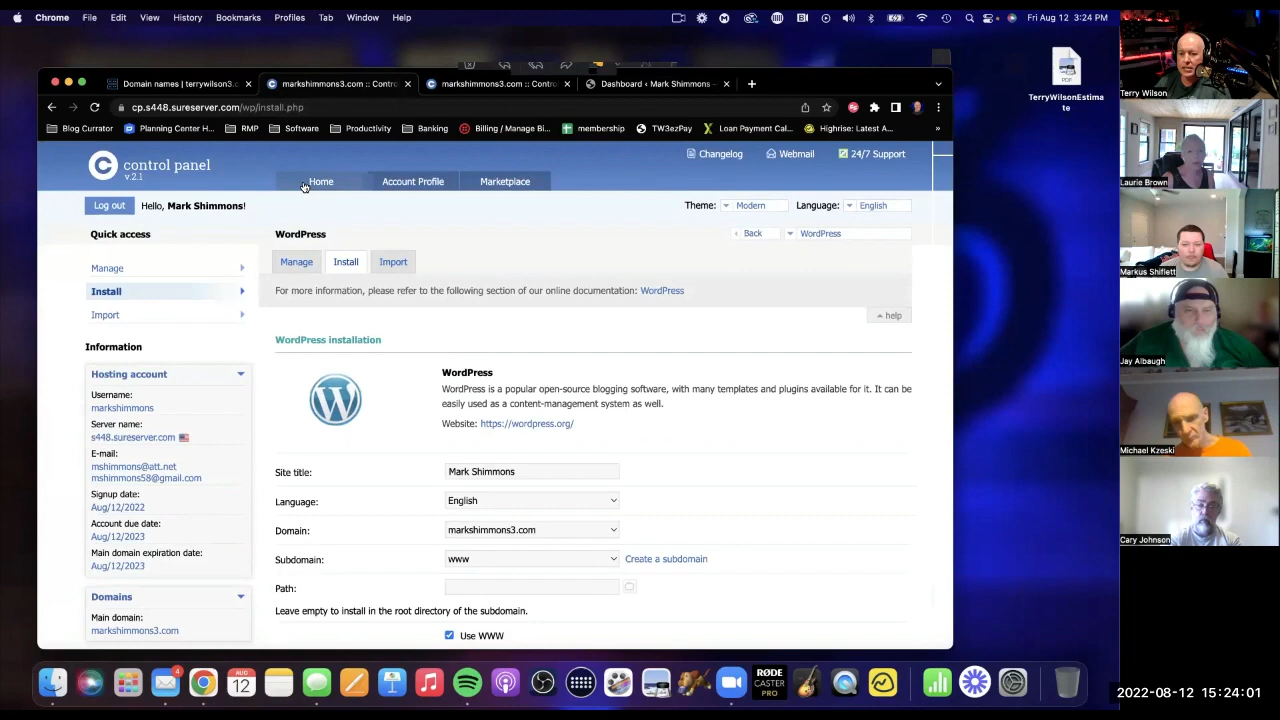 Chrome File Edit View History Bookmarks Profiles Tab Window Help
Fri Aug 12 3:24 PM
Domain names | terrywilson3.c
markshimmons3.com :: Contro
markshimmons3.com :: Contro
Dashboard ‹ Mark Shimmons
cp.s448.sureserver.com/wp/install.php
Blog Currator
Planning Center H...
RMP
Software
Productivity
Banking
Billing / Manage Bi...
membership
TW3ezPay
Loan Payment Cal...
Highrise: Latest A...
»
control panel
v.2.1
Changelog
Webmail
24/7 Support
Home
Account Profile
Marketplace
Log out
Hello, Mark Shimmons!
Theme: Modern
Language: English
Quick access
Manage
Install
Import
Information
Hosting account
Username:
markshimmons
Server name:
s448.sureserver.com
E-mail:
mshimmons@att.net
mshimmons58@gmail.com
Signup date:
Aug/12/2022
Account due date:
Aug/12/2023
Main domain expiration date:
Aug/12/2023
Domains
Main domain:
markshimmons3.com
WordPress
Back
WordPress
Manage
Install
Import
For more information, please refer to the following section of our online documentation: WordPress
help
WordPress installation
WordPress
WordPress is a popular open-source blogging software, with many templates and plugins available for it. It can be
easily used as a content-management system as well.
Website: https://wordpress.org/
Site title: Mark Shimmons
Language: English
Domain: markshimmons3.com
Subdomain: www Create a subdomain
Path:
Leave empty to install in the root directory of the subdomain.
Use WWW
PDF
TerryWilsonEstima
te
Terry Wilson
Laurie Brown
Markus Shiflett
Jay Albaugh
Michael Kzeski
Cary Johnson
4
AUG
12
RØDE
CASTER
PRO
2022-08-12 15:24:01